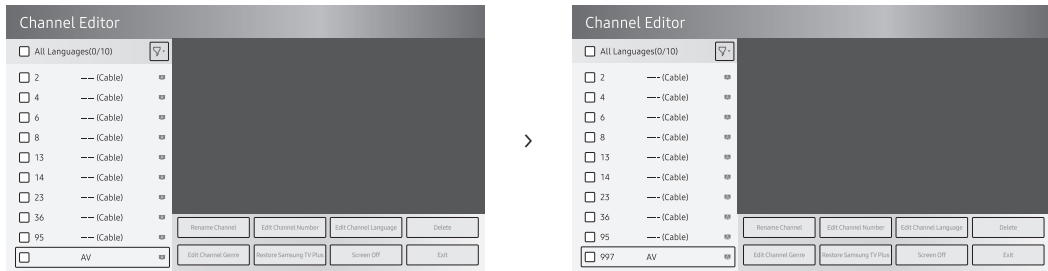 Channel Editor
All Languages(0/10)
2 –– (Cable)
4 –– (Cable)
6 –– (Cable)
8 –– (Cable)
13 –– (Cable)
14 –– (Cable)
23 –– (Cable)
36 –– (Cable)
95 –– (Cable)
AV
Rename Channel Edit Channel Number Edit Channel Language Delete
Edit Channel Genre Restore Samsung TV Plus Screen Off Exit
>
Channel Editor
All Languages(0/10)
2 –- (Cable)
4 –- (Cable)
6 –- (Cable)
8 –- (Cable)
13 –- (Cable)
14 –- (Cable)
23 –- (Cable)
36 –- (Cable)
95 –- (Cable)
997 AV
Rename Channel Edit Channel Number Edit Channel Language Delete
Edit Channel Genre Restore Samsung TV Plus Screen Off Exit